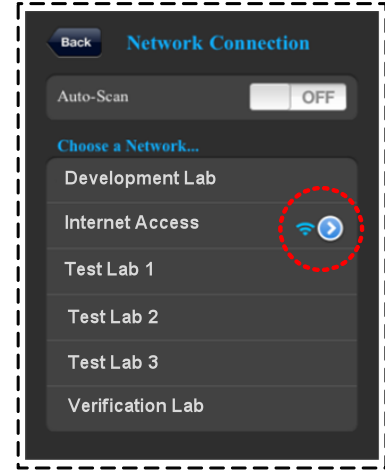 Back Network Connection
Auto-Scan OFF
Choose a Network...
Development Lab
Internet Access
Test Lab 1
Test Lab 2
Test Lab 3
Verification Lab